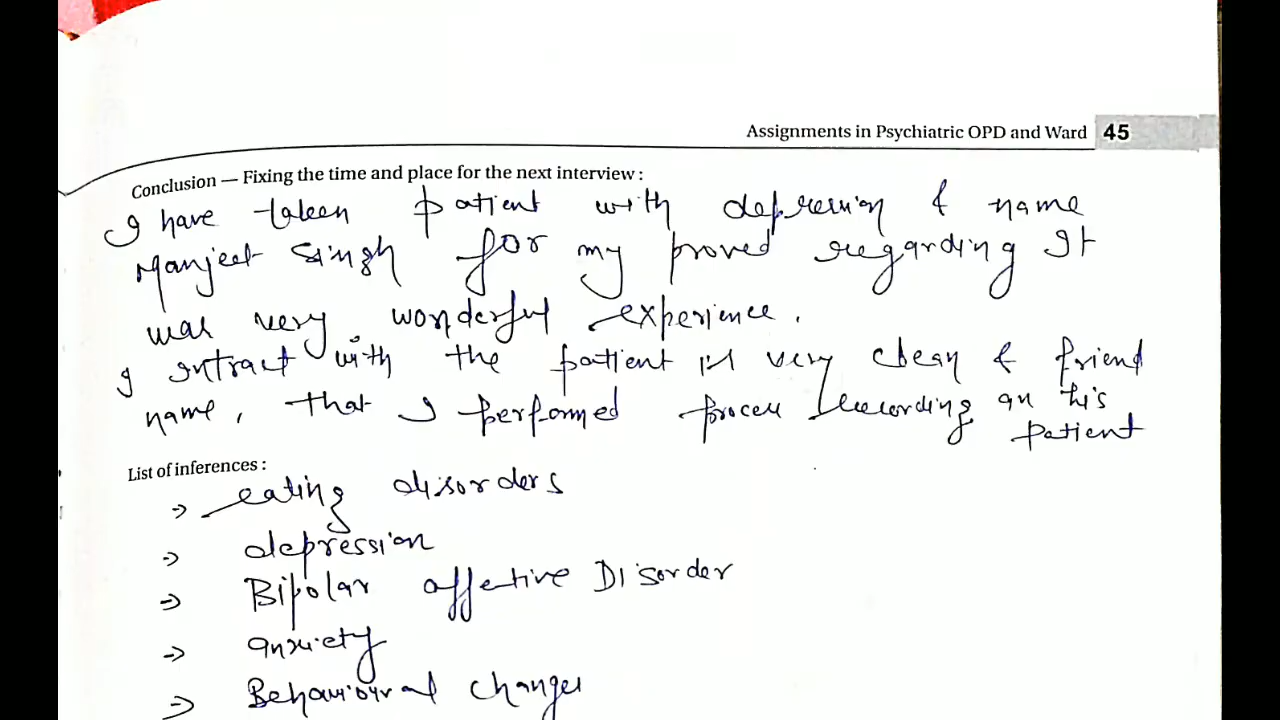 Assignments in Psychiatric OPD and Ward 45
Conclusion — Fixing the time and place for the next interview :
I have taken patient with depression & name
Manjeet Singh for my proved regarding It
was very wonderful experience.
I intract with the patient is very clean & friend
name, that I performed process recording on his
patient
List of inferences :
⇒ eating disorders
⇒ depression
⇒ Bipolar affective Disorder
⇒ anxiety
⇒ Behavioural changes